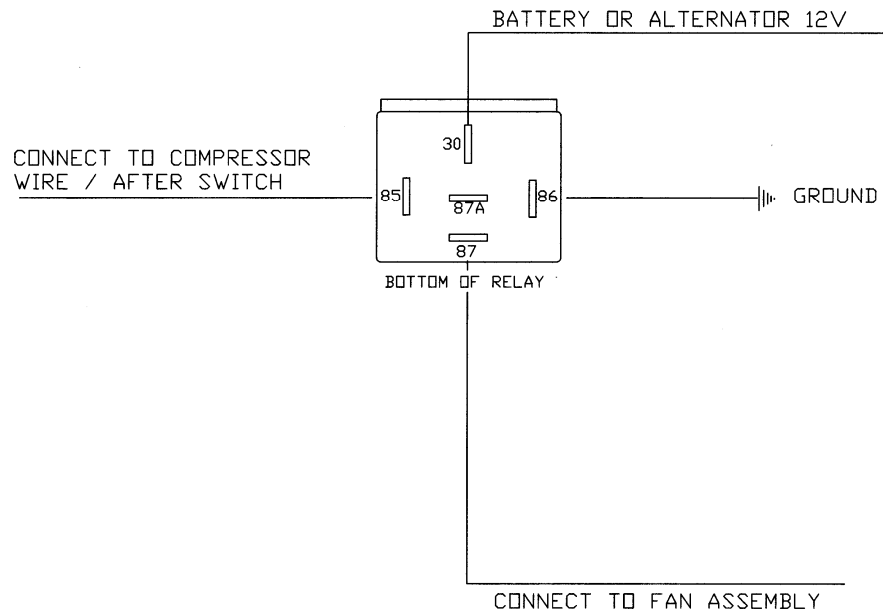 BATTERY OR ALTERNATOR 12V
30
CONNECT TO COMPRESSOR
WIRE / AFTER SWITCH
85
87A
86
GROUND
87
BOTTOM OF RELAY
CONNECT TO FAN ASSEMBLY